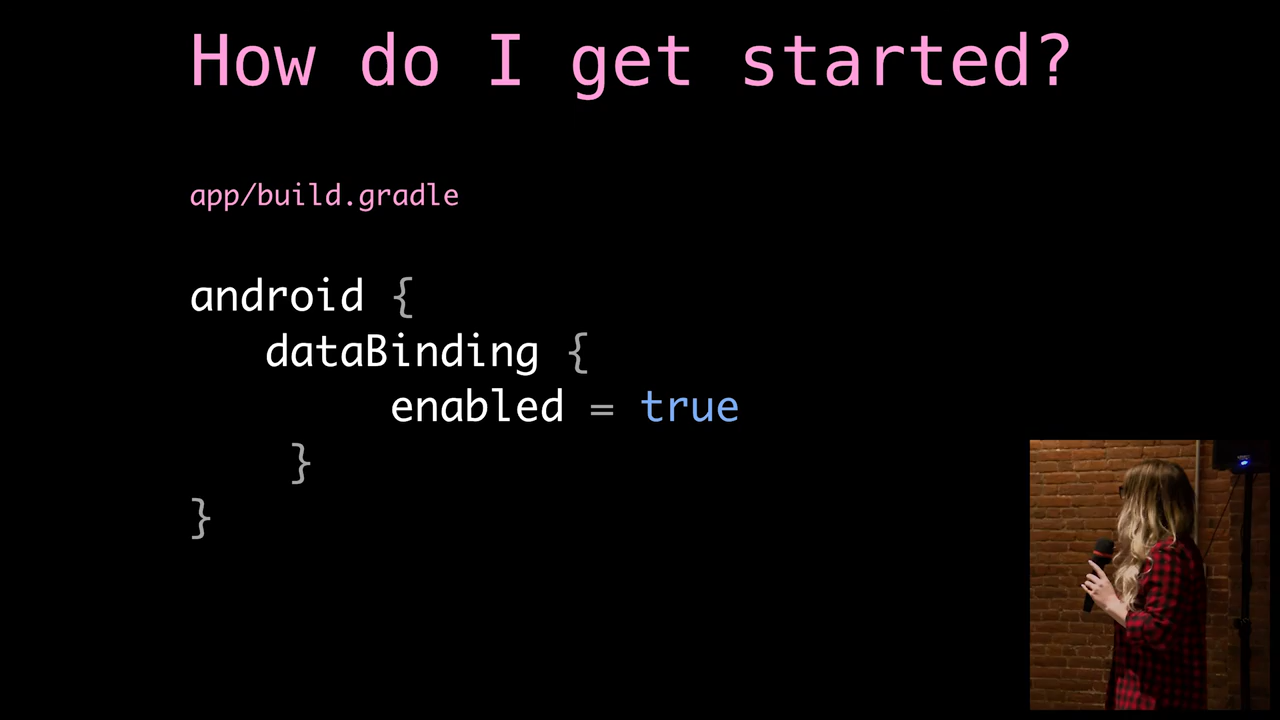 How do I get started?
app/build.gradle
android {
dataBinding {
enabled = true
}
}